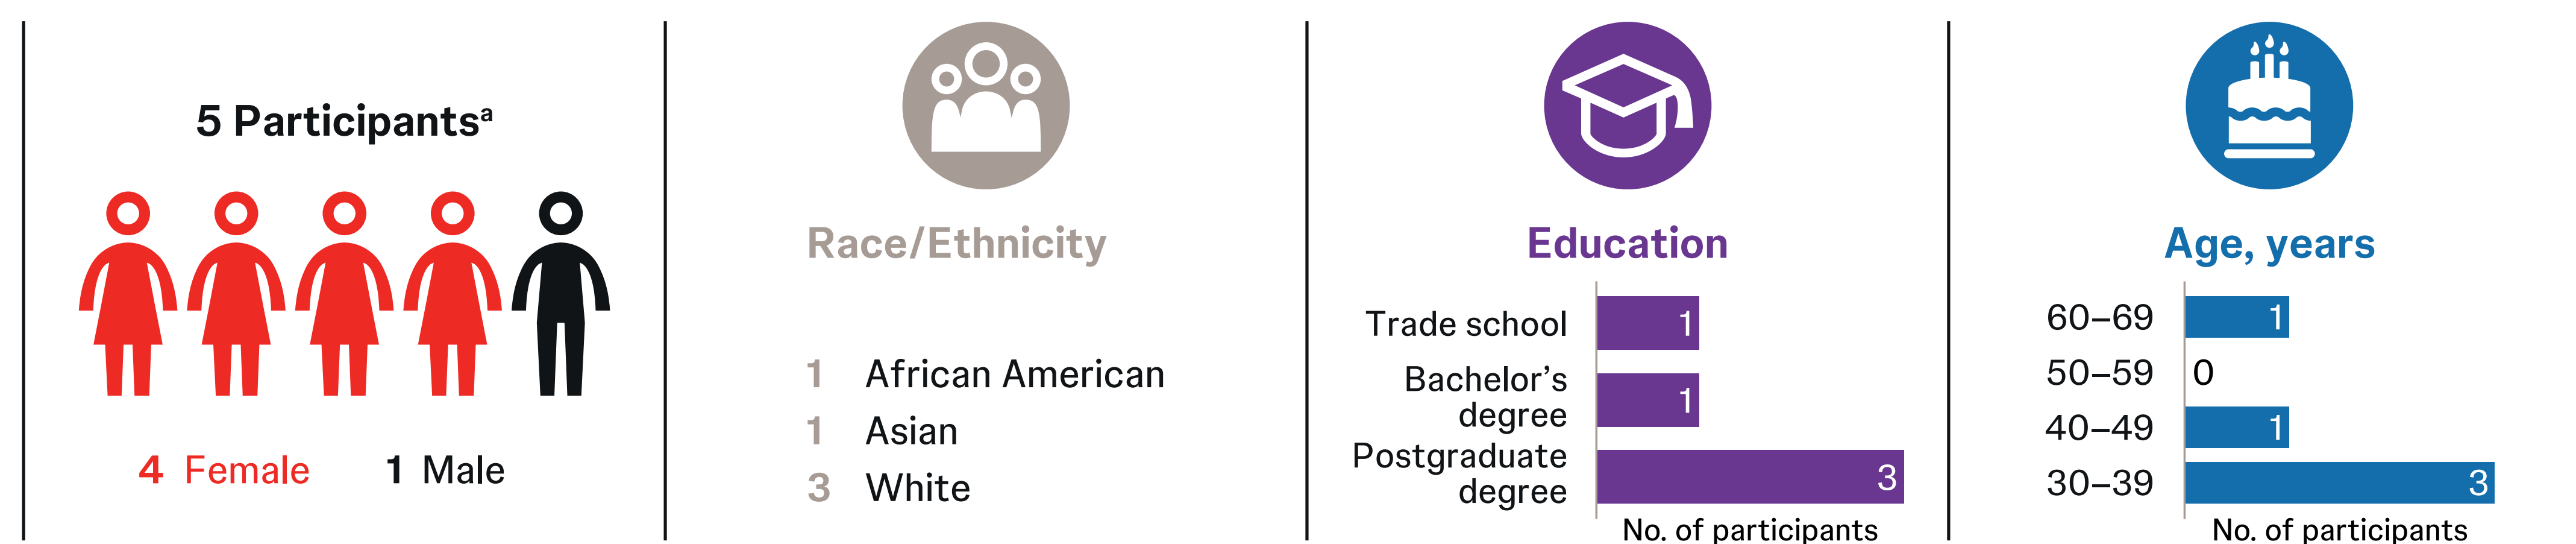 5 Participantsᵃ
4 Female 1 Male
Race/Ethnicity
1 African American
1 Asian
3 White
Education
Trade school 1
Bachelor’s
degree 1
Postgraduate
degree 3
No. of participants
Age, years
60–69 1
50–59 0
40–49 1
30–39 3
No. of participants